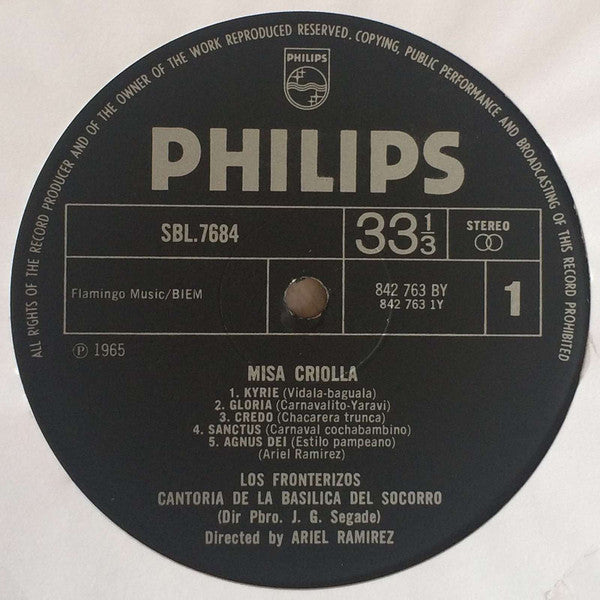 ALL RIGHTS OF THE RECORD PRODUCER AND OF THE OWNER OF THE WORK REPRODUCED RESERVED. COPYING, PUBLIC PERFORMANCE AND BROADCASTING OF THIS RECORD PROHIBITED
PHILIPS
PHILIPS
SBL.7684
33 1/3
STEREO
Flamingo Music/BIEM
842 763 BY
842 763 1Y
1
Ⓟ 1965
MISA CRIOLLA
1. KYRIE (Vidala-baguala)
2. GLORIA (Carnavalito-Yaravi)
3. CREDO (Chacarera trunca)
4. SANCTUS (Carnaval cochabambino)
5. AGNUS DEI (Estilo pampeano)
(Ariel Ramirez)
LOS FRONTERIZOS
CANTORIA DE LA BASILICA DEL SOCORRO
(Dir Pbro. J. G. Segade)
Directed by ARIEL RAMIREZ